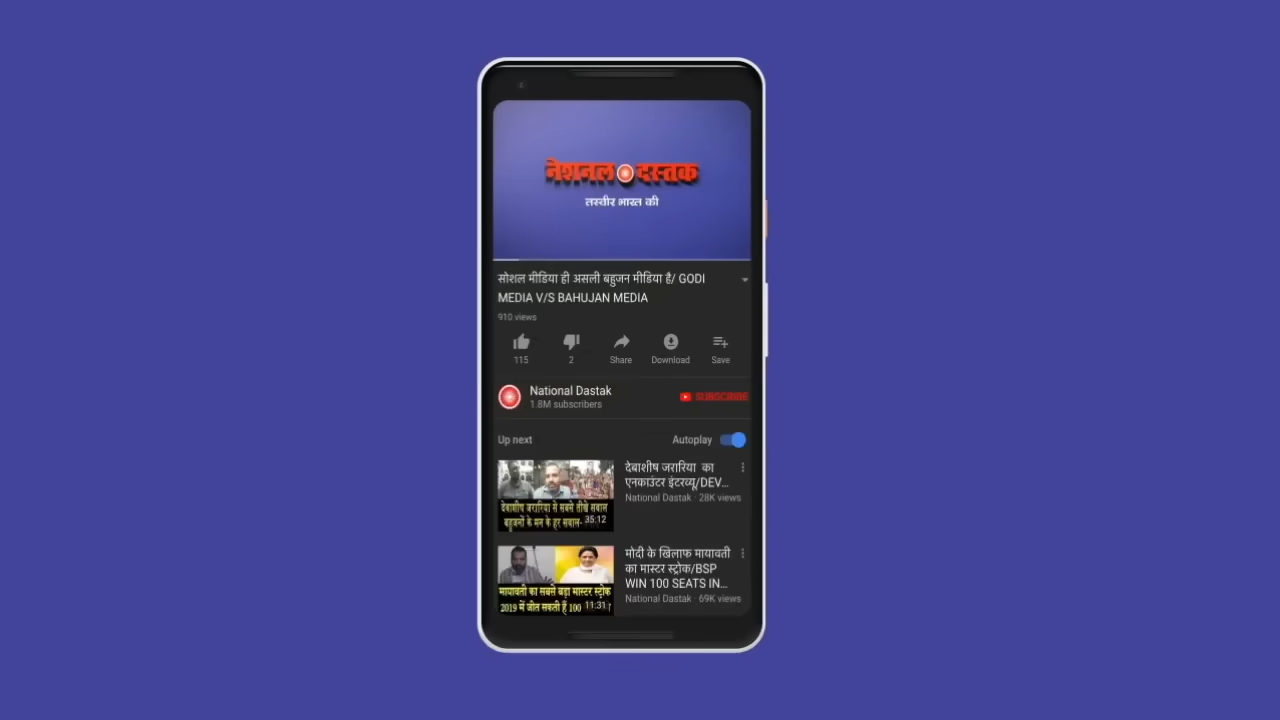 नेशनल दस्तक
तस्वीर भारत की
सोशल मीडिया ही असली बहुजन मीडिया है/ GODI
MEDIA V/S BAHUJAN MEDIA
910 views
115
2
Share
Download
Save
National Dastak
1.8M subscribers
SUBSCRIBE
Up next
Autoplay
देबाशीष जरारिया का
एनकाउंटर इंटरव्यू/DEV...
National Dastak · 28K views
देवाशीष जरारिया से सबसे तीखे सवाल
बहुजनों के मन के हर सवाल-
35:12
मोदी के खिलाफ मायावती
का मास्टर स्ट्रोक/BSP
WIN 100 SEATS IN...
National Dastak · 69K views
मायावती का सबसे बड़ा मास्टर स्ट्रोक
2019 में जीत सकती हैं 100
11:31